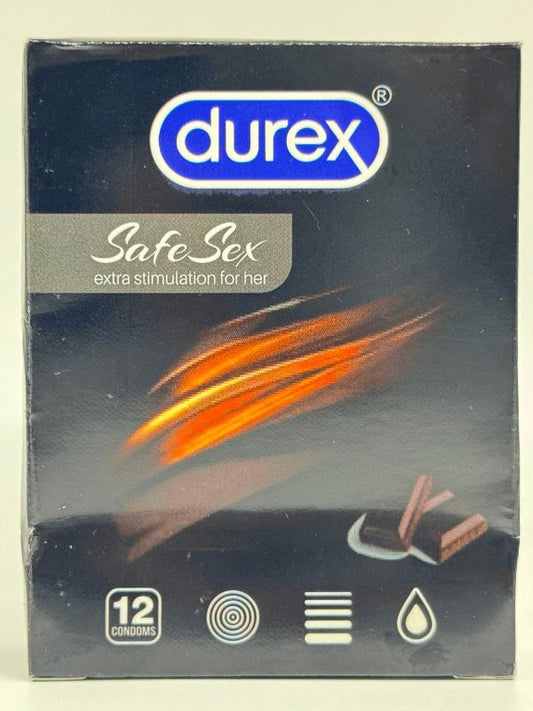 durex®
Safe Sex
extra stimulation for her
12
CONDOMS